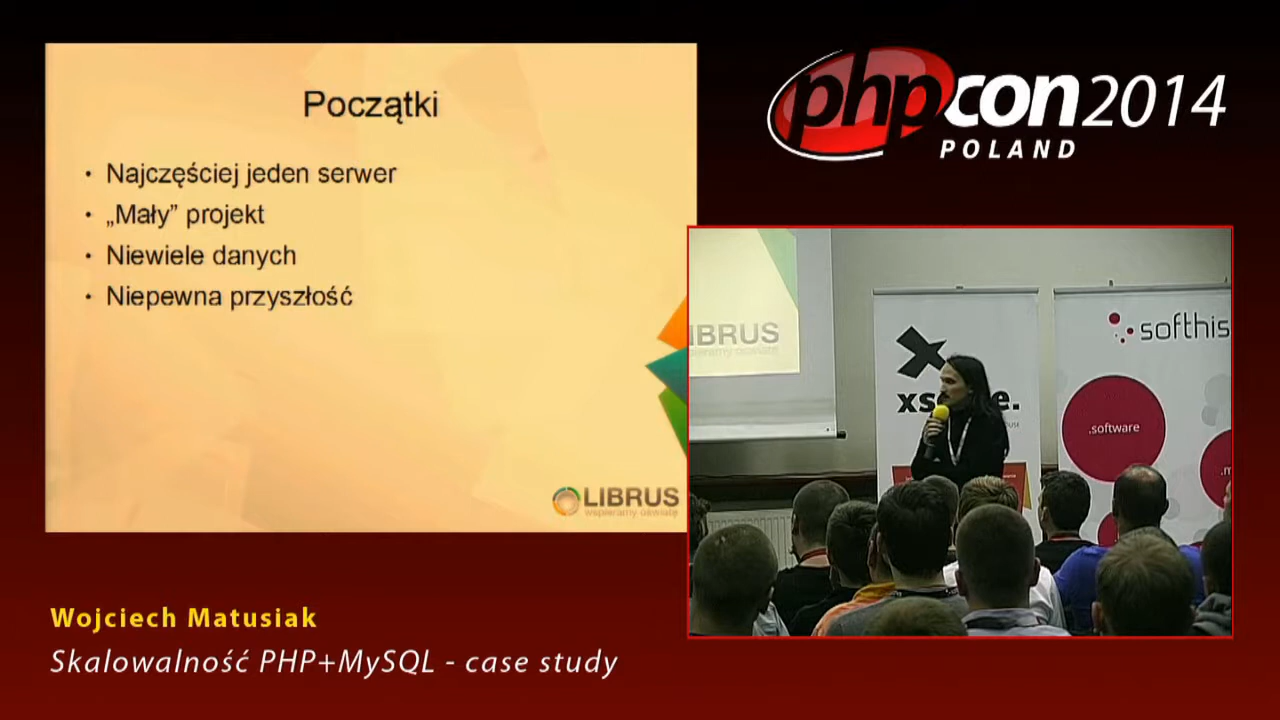 Początki
• Najczęściej jeden serwer
• „Mały” projekt
• Niewiele danych
• Niepewna przyszłość
LIBRUS
wspieramy oświatę
phpcon2014
POLAND
IBRUS
softhis
.software
.m
Wojciech Matusiak
Skalowalność PHP+MySQL - case study